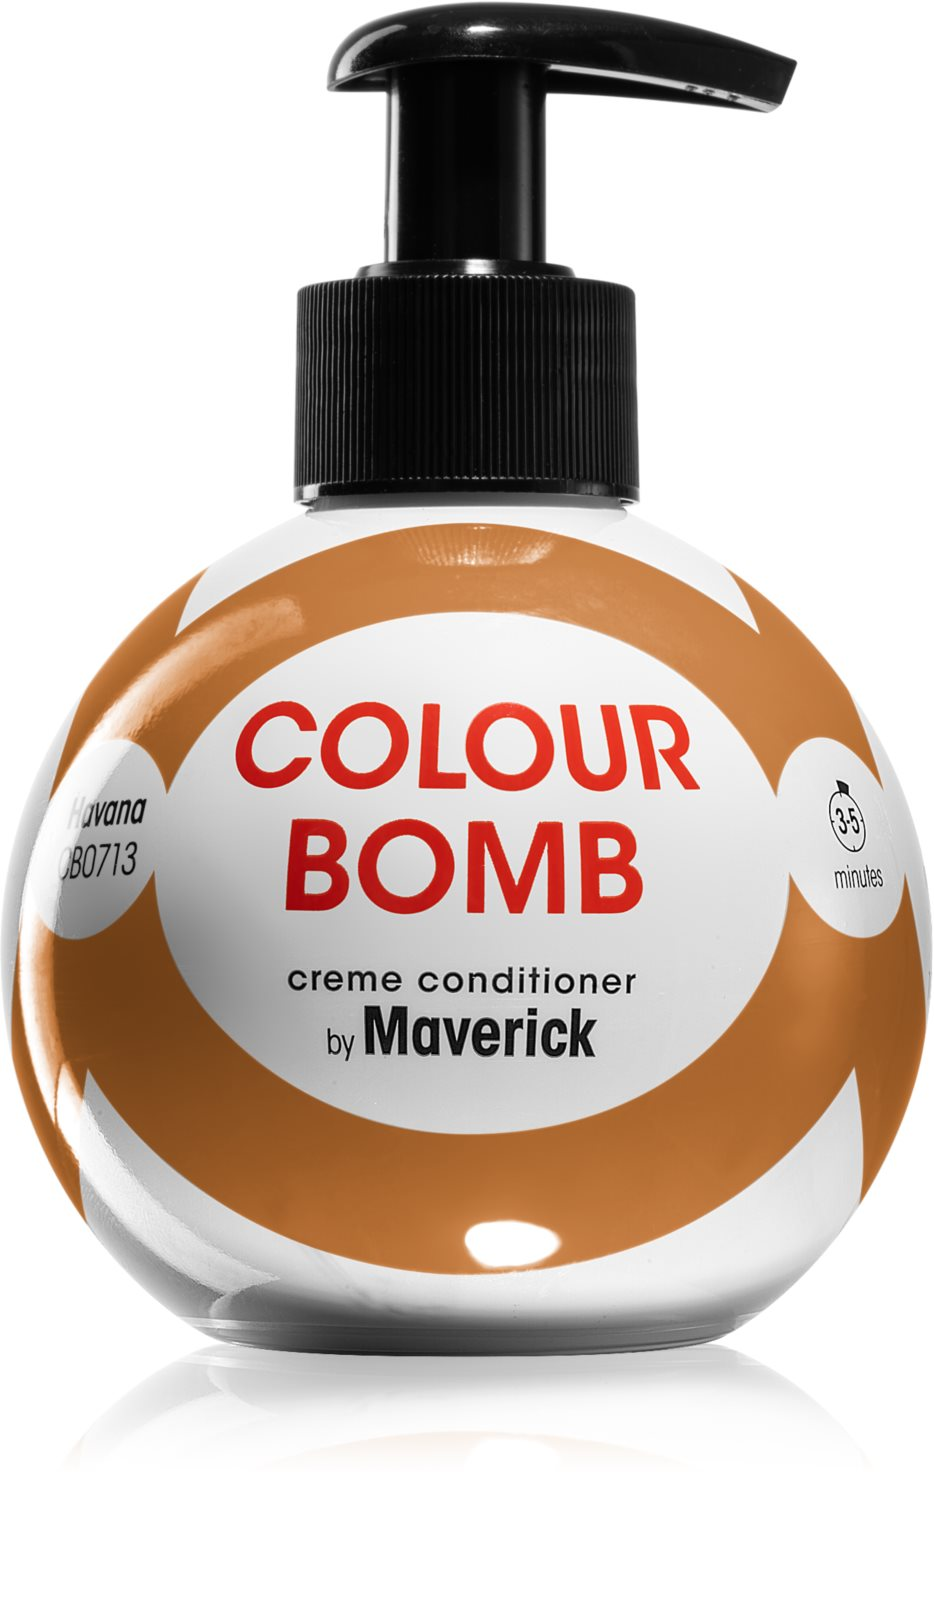 COLOUR
BOMB
creme conditioner
by Maverick
Havana
CB0713
3-5
minutes